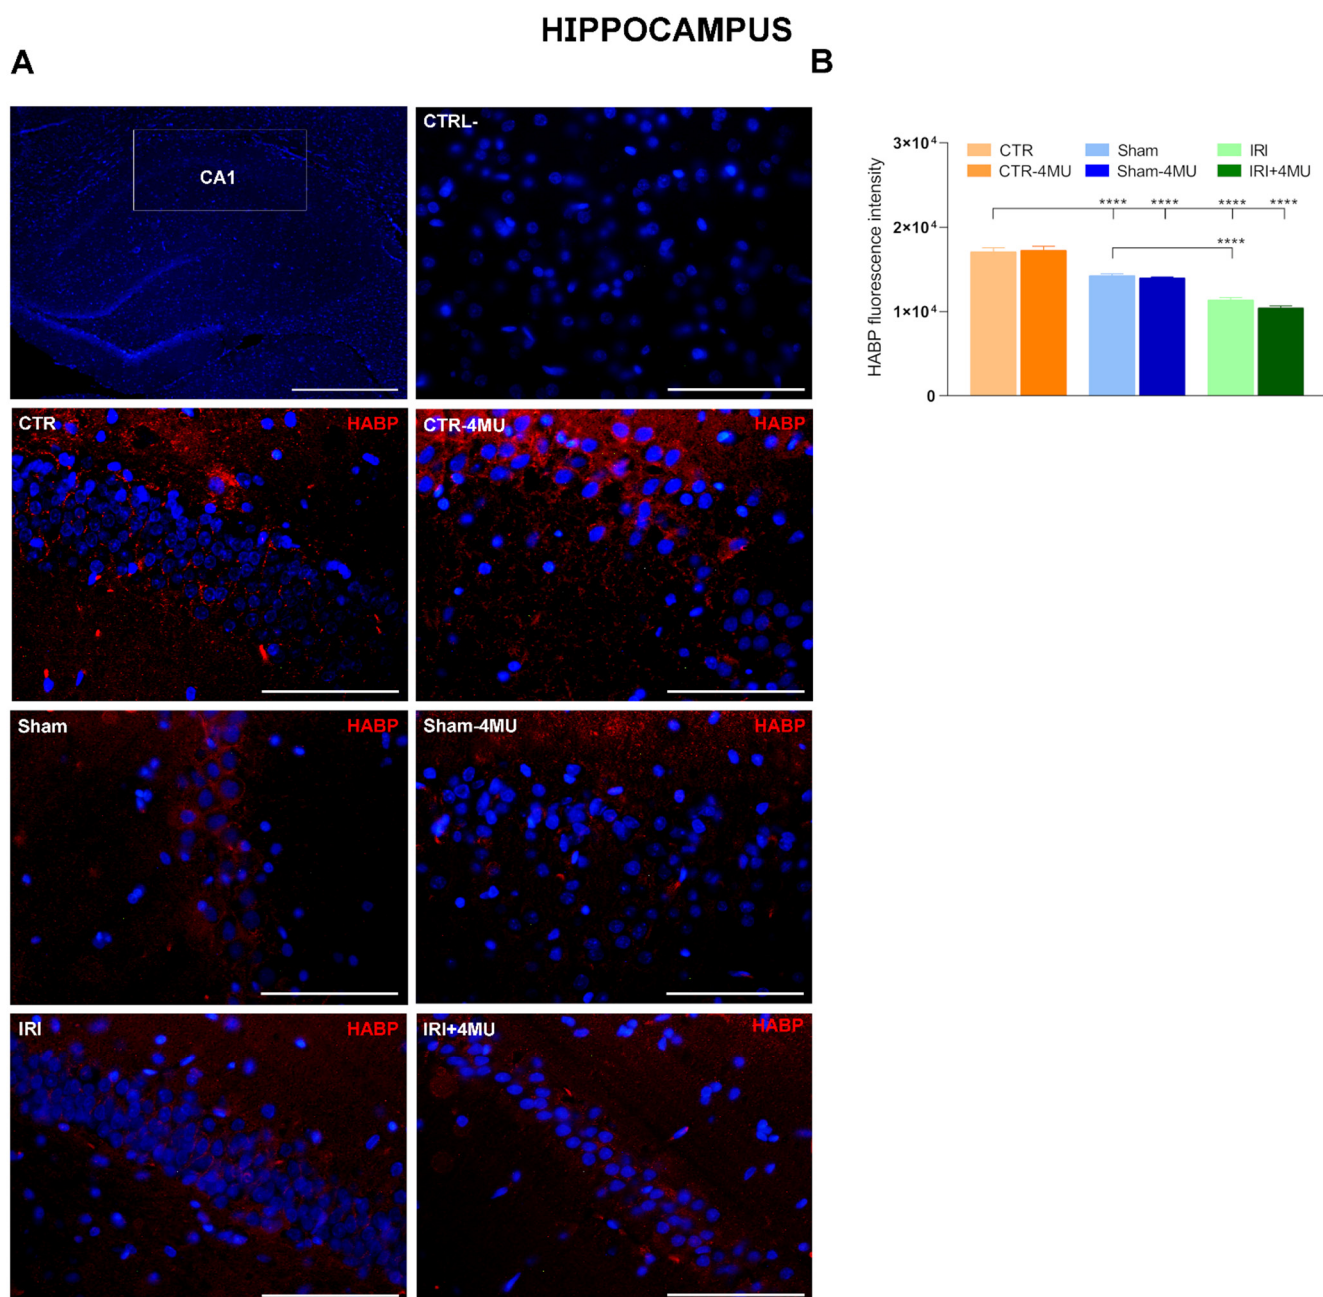 HIPPOCAMPUS
A
B
CA1
CTRL-
CTR HABP
CTR-4MU HABP
Sham HABP
Sham-4MU HABP
IRI HABP
IRI+4MU HABP
HABP fluorescence intensity
3×10⁴
2×10⁴
1×10⁴
0
CTR Sham IRI
CTR-4MU Sham-4MU IRI+4MU
**** **** **** ****
****